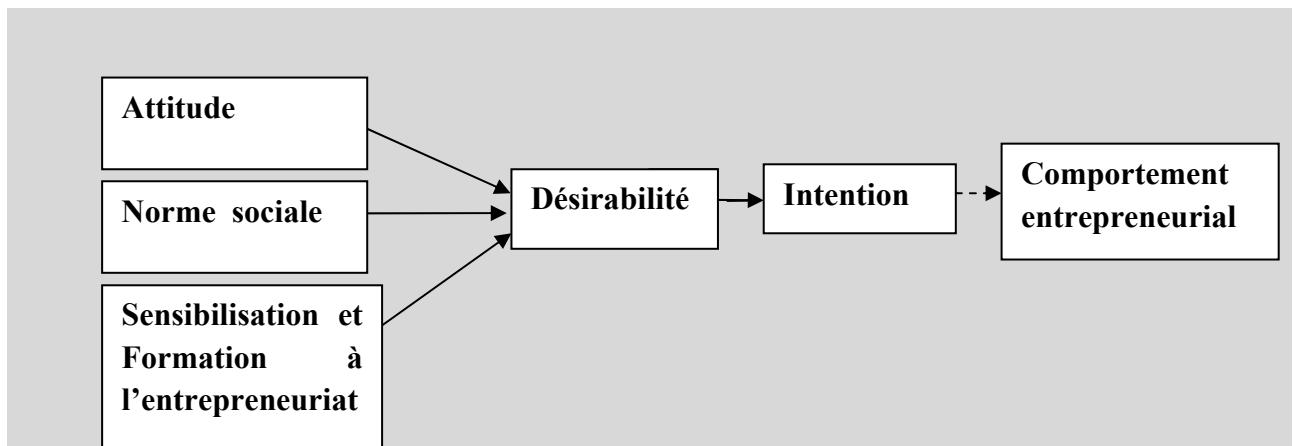 Attitude
Norme sociale
Sensibilisation et
Formation à
l’entrepreneuriat
Désirabilité
Intention
Comportement
entrepreneurial